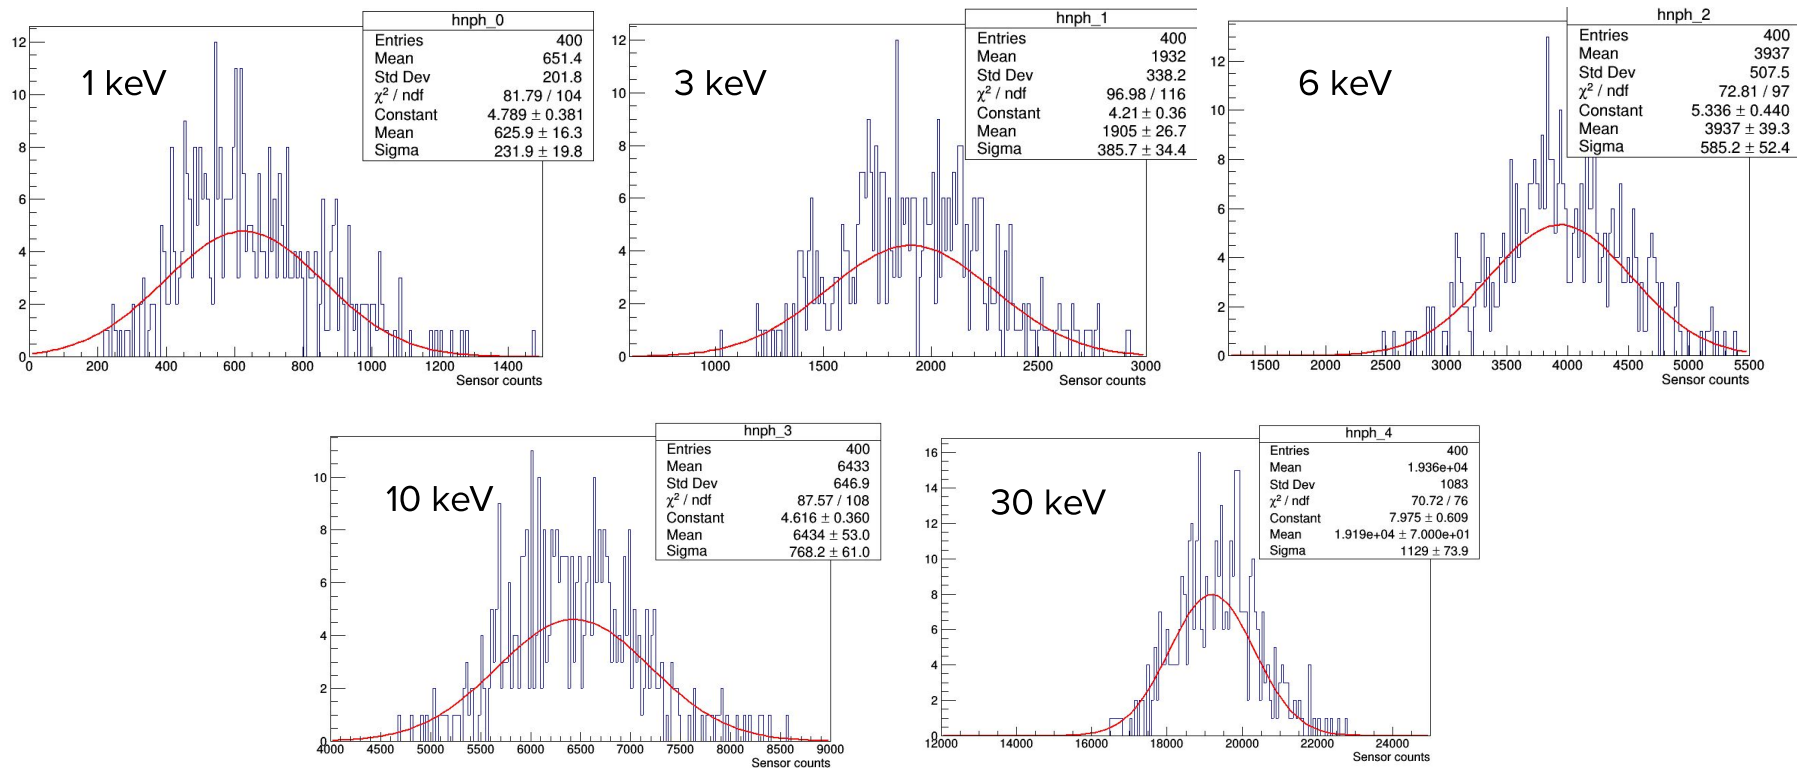 hnph_0
Entries 400
Mean 651.4
Std Dev 201.8
χ² / ndf 81.79 / 104
Constant 4.789 ± 0.381
Mean 625.9 ± 16.3
Sigma 231.9 ± 19.8
1 keV
12
10
8
6
4
2
0
0 200 400 600 800 1000 1200 1400
Sensor counts
hnph_1
Entries 400
Mean 1932
Std Dev 338.2
χ² / ndf 96.98 / 116
Constant 4.21 ± 0.36
Mean 1905 ± 26.7
Sigma 385.7 ± 34.4
3 keV
12
10
8
6
4
2
0
1000 1500 2000 2500 3000
Sensor counts
hnph_2
Entries 400
Mean 3937
Std Dev 507.5
χ² / ndf 72.81 / 97
Constant 5.336 ± 0.440
Mean 3937 ± 39.3
Sigma 585.2 ± 52.4
6 keV
12
10
8
6
4
2
0
1500 2000 2500 3000 3500 4000 4500 5000 5500
Sensor counts
hnph_3
Entries 400
Mean 6433
Std Dev 646.9
χ² / ndf 87.57 / 108
Constant 4.616 ± 0.360
Mean 6434 ± 53.0
Sigma 768.2 ± 61.0
10 keV
10
8
6
4
2
0
4000 4500 5000 5500 6000 6500 7000 7500 8000 8500 9000
Sensor counts
hnph_4
Entries 400
Mean 1.936e+04
Std Dev 1083
χ² / ndf 70.72 / 76
Constant 7.975 ± 0.609
Mean 1.919e+04 ± 7.000e+01
Sigma 1129 ± 73.9
30 keV
16
14
12
10
8
6
4
2
0
12000 14000 16000 18000 20000 22000 24000
Sensor counts